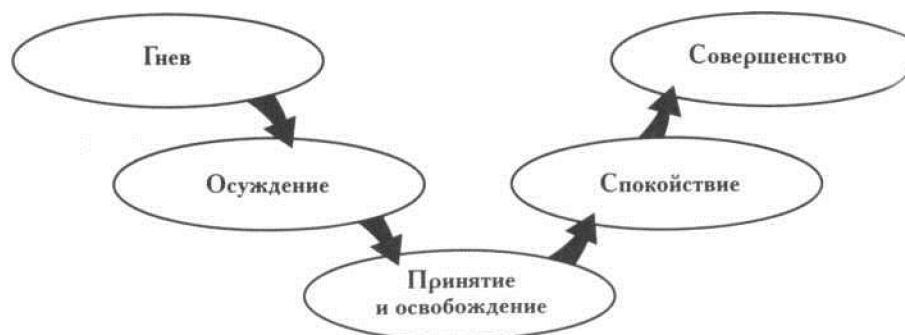 Гнев
Совершенство
Осуждение
Спокойствие
Принятие
и освобождение